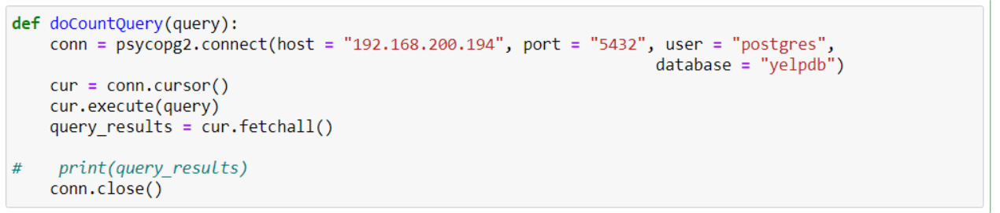 def doCountQuery(query):
    conn = psycopg2.connect(host = "192.168.200.194", port = "5432", user = "postgres",
                                                                database = "yelpdb")
    cur = conn.cursor()
    cur.execute(query)
    query_results = cur.fetchall()

#    print(query_results)
    conn.close()